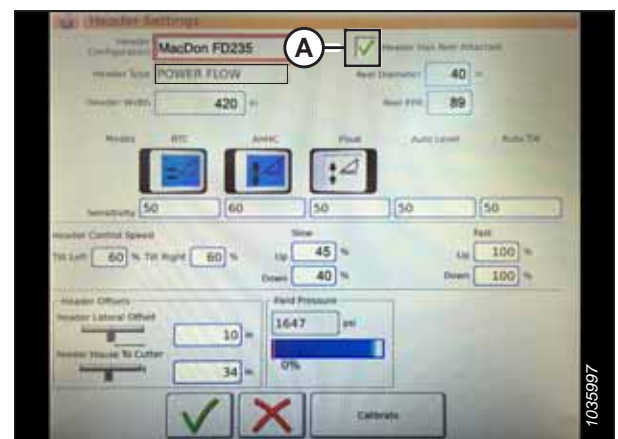 Header Settings
Header Configuration MacDon FD235 A Header Has Reel Attached
Header Type POWER FLOW Reel Diameter 40 in
Header Width 420 in Reel PPR 89
Modes RTC AHHC Float Auto Level Auto Tilt
Sensitivity 50 60 50 50 50
Header Control Speed Slow Fast
Tilt Left 60 % Tilt Right 60 % Up 45 % Up 100 %
Down 40 % Down 100 %
Header Offsets Field Pressure
Header Lateral Offset 1647 psi
10 in
Feeder House To Cutter 0%
34 in
Calibrate
1035997